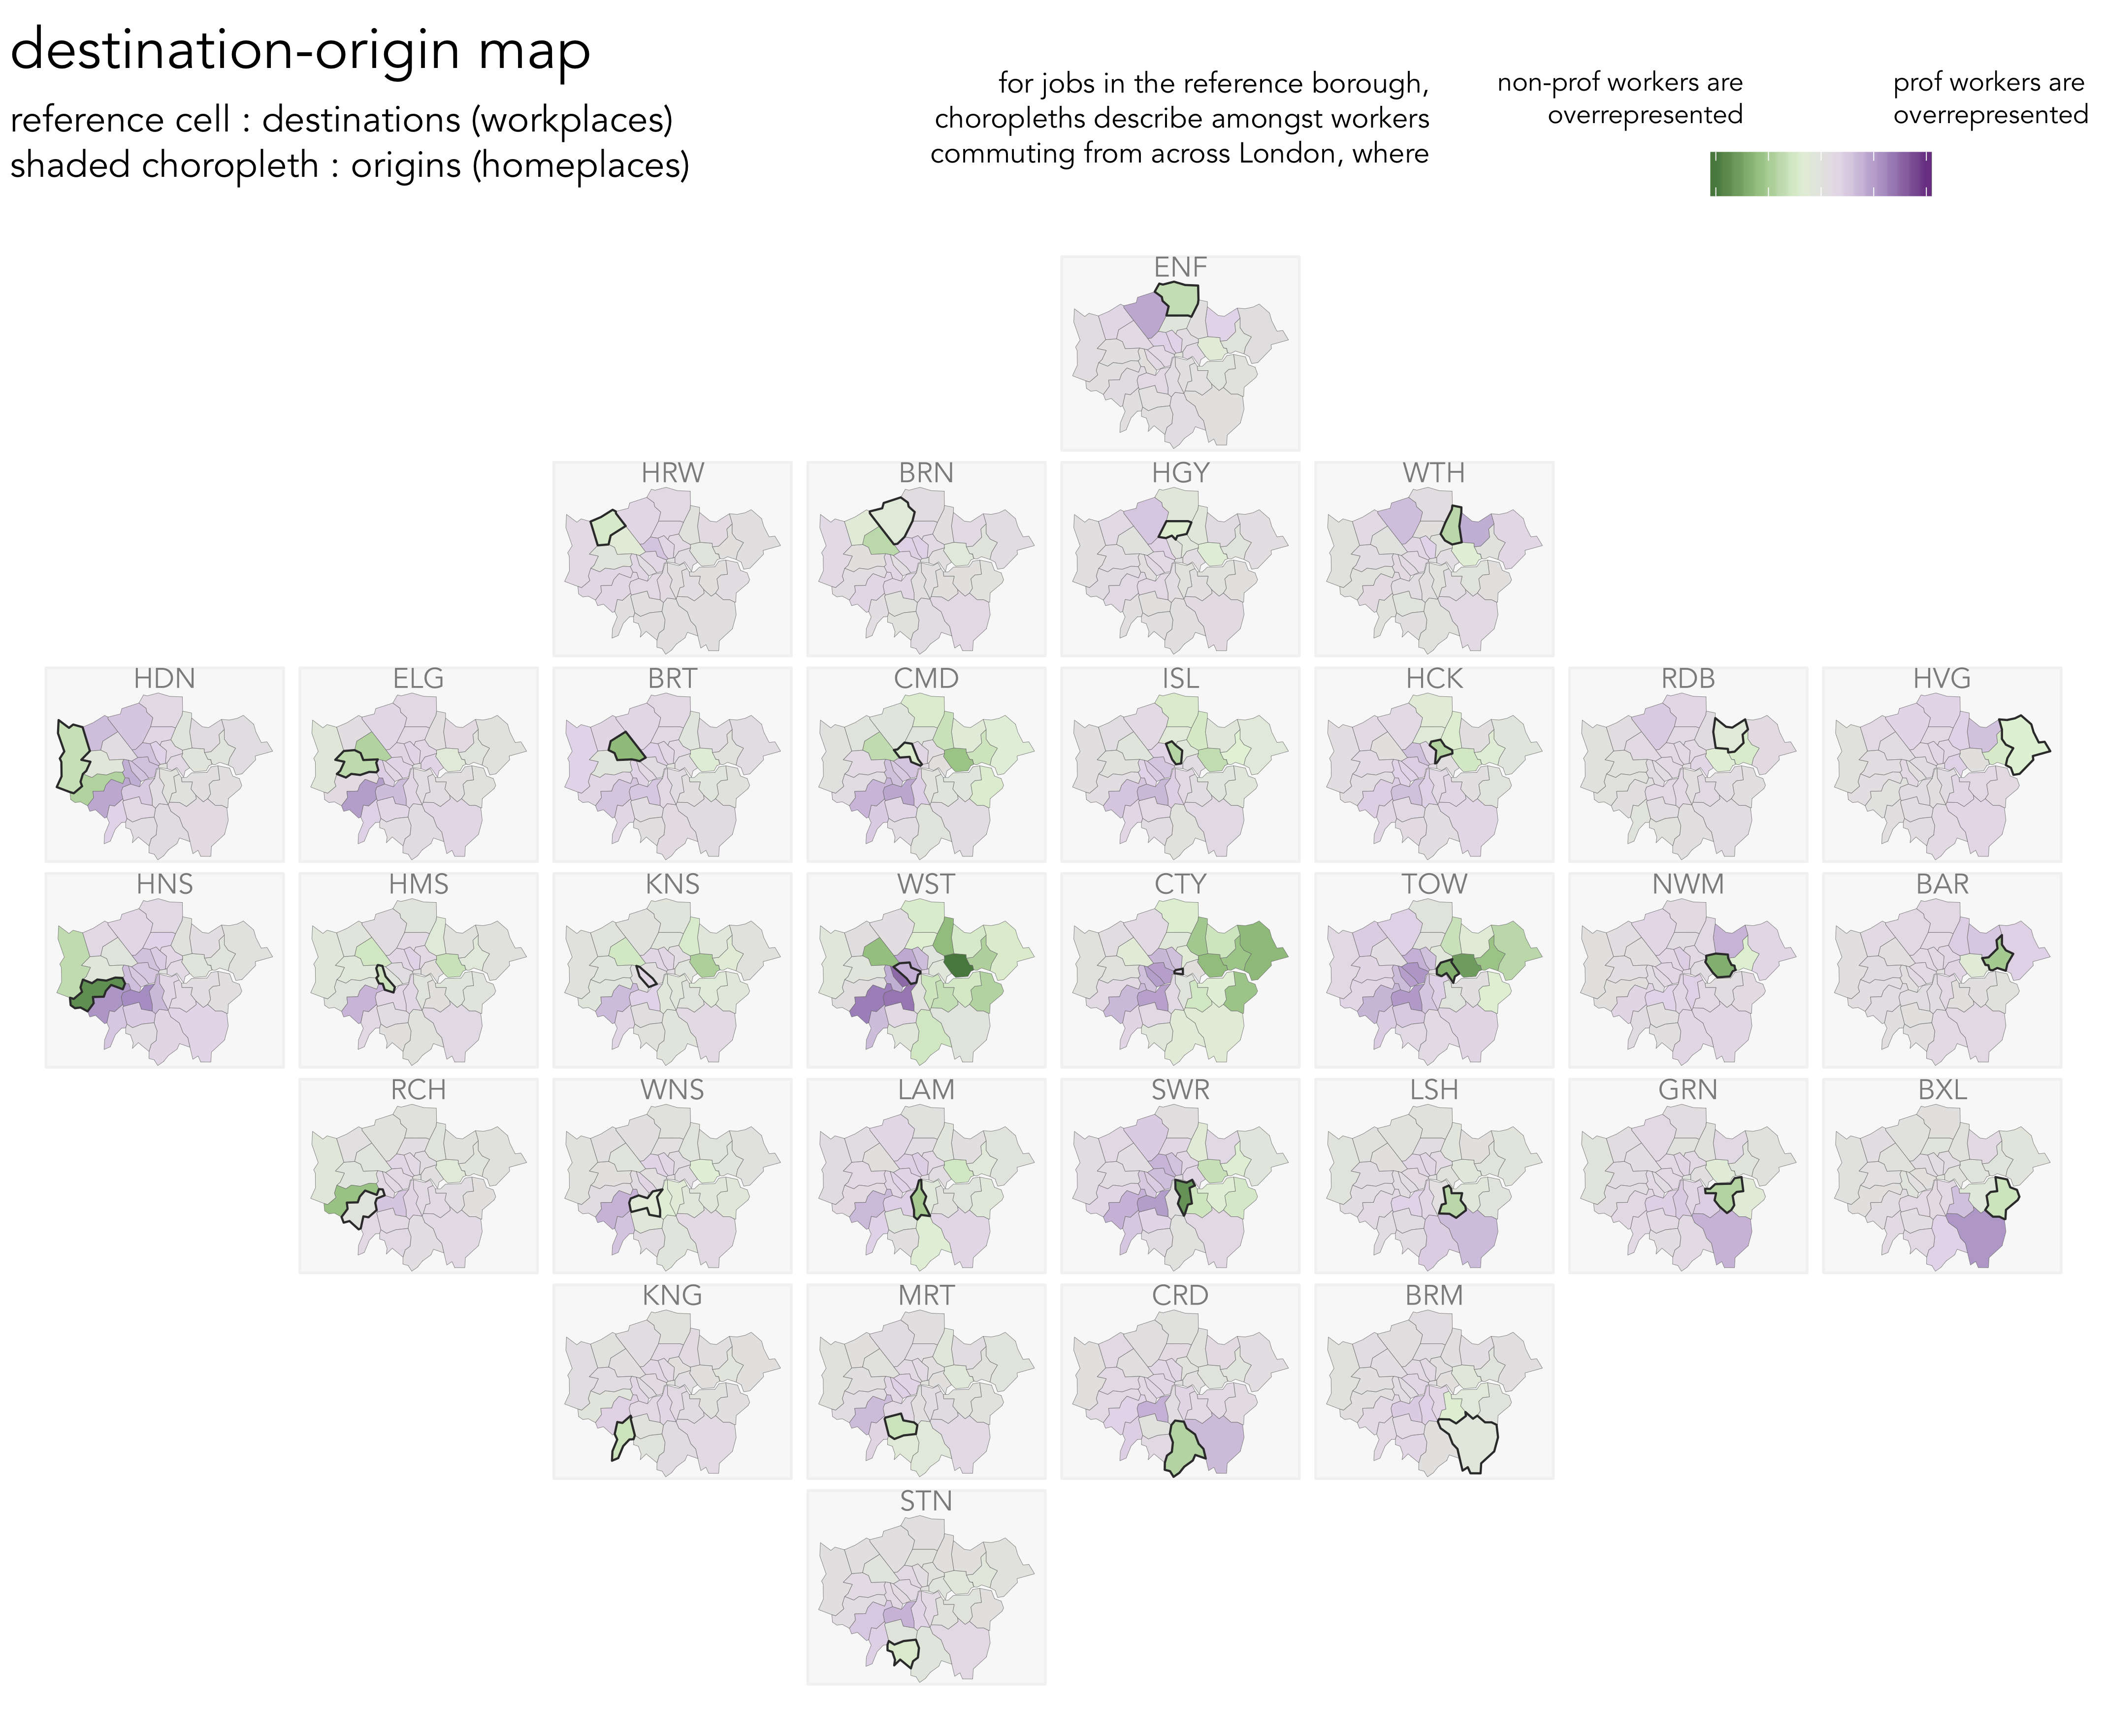 destination-origin map
reference cell : destinations (workplaces)
shaded choropleth : origins (homeplaces)
for jobs in the reference borough,
choropleths describe amongst workers
commuting from across London, where
non-prof workers are
overrepresented
prof workers are
overrepresented
ENF
HRW BRN HGY WTH
HDN ELG BRT CMD ISL HCK RDB HVG
HNS HMS KNS WST CTY TOW NWM BAR
RCH WNS LAM SWR LSH GRN BXL
KNG MRT CRD BRM
STN